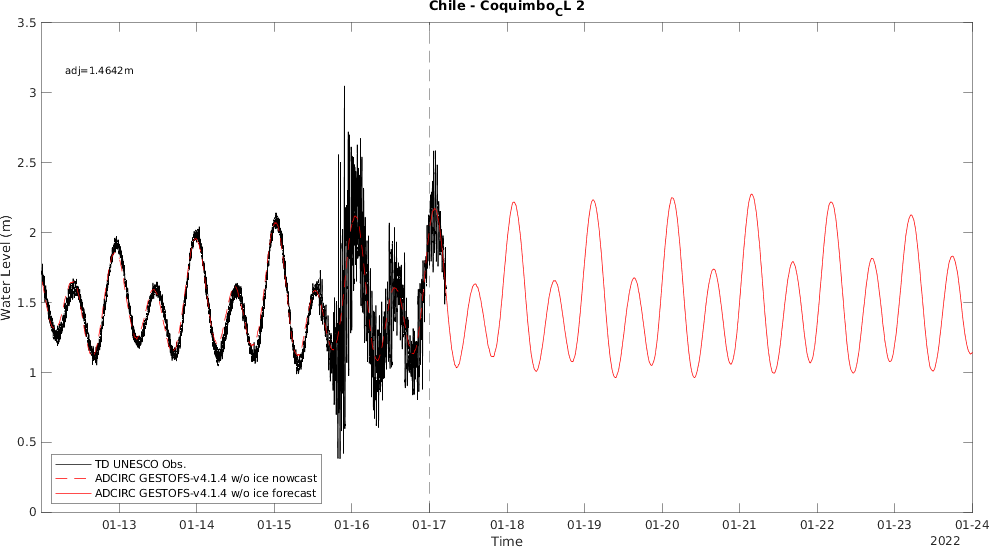 Chile - Coquimbo_CL 2
3.5
adj=1.4642m
3
2.5
2
1.5
1
0.5
0
Water Level (m)
TD UNESCO Obs.
ADCIRC GESTOFS-v4.1.4 w/o ice nowcast
ADCIRC GESTOFS-v4.1.4 w/o ice forecast
01-13 01-14 01-15 01-16 01-17 01-18 01-19 01-20 01-21 01-22 01-23 01-24
Time
2022